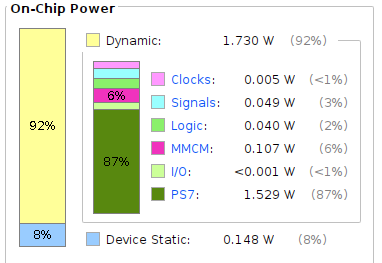 On-Chip Power
Dynamic: 1.730 W (92%)
Clocks: 0.005 W (<1%)
Signals: 0.049 W (3%)
Logic: 0.040 W (2%)
6%
MMCM: 0.107 W (6%)
92%
I/O: <0.001 W (<1%)
87%
PS7: 1.529 W (87%)
8%
Device Static: 0.148 W (8%)